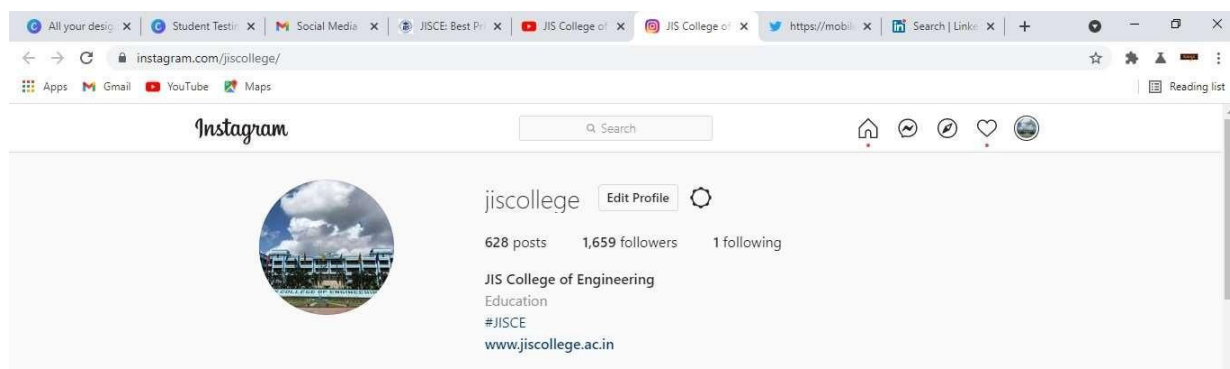 All your desig
Student Testir
Social Media
JISCE: Best Pr
JIS College of
JIS College of
https://mobil
Search | Linke
instagram.com/jiscollege/
Apps Gmail YouTube Maps Reading list
Instagram Search
jiscollege Edit Profile
628 posts 1,659 followers 1 following
JIS College of Engineering
Education
#JISCE
www.jiscollege.ac.in